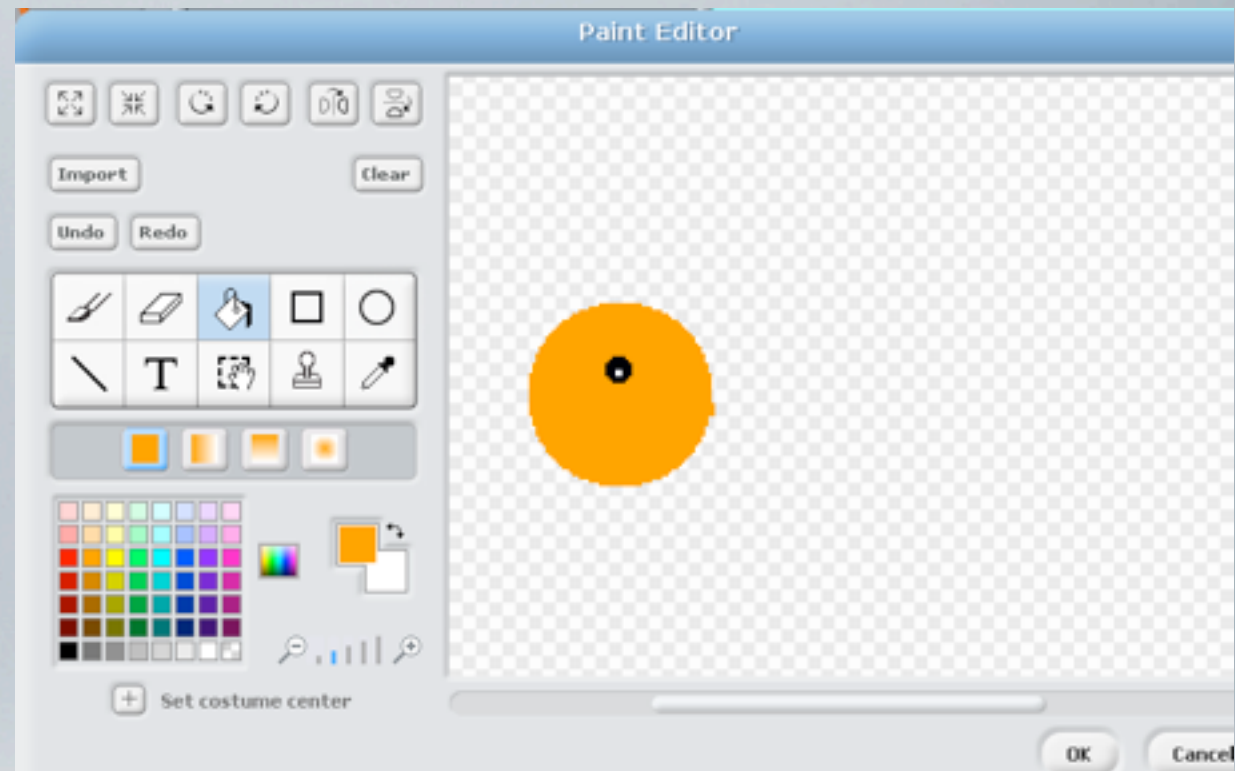 Paint Editor
Import
Clear
Undo
Redo
T
Set costume center
OK
Cancel